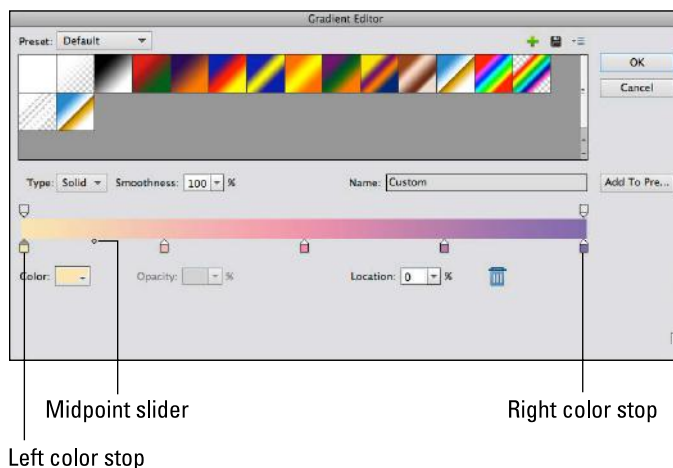 Gradient Editor
Preset: Default
OK
Cancel
Type: Solid Smoothness: 100 % Name: Custom Add To Pre...
Color: Opacity: % Location: 0 %
Midpoint slider Right color stop
Left color stop